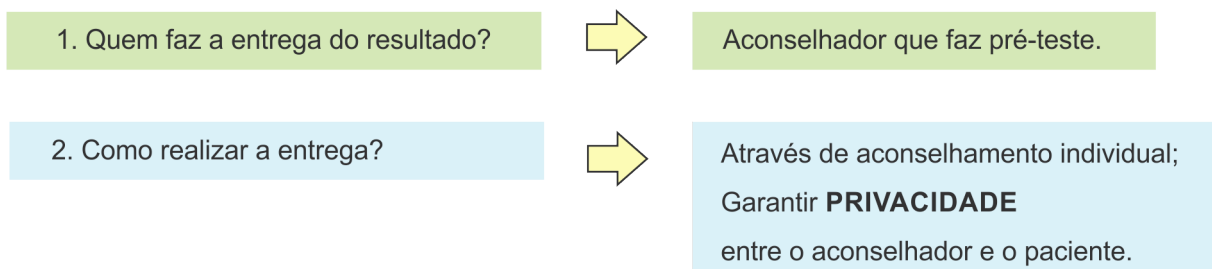 1. Quem faz a entrega do resultado?
Aconselhador que faz pré-teste.
2. Como realizar a entrega?
Através de aconselhamento individual;
Garantir PRIVACIDADE
entre o aconselhador e o paciente.